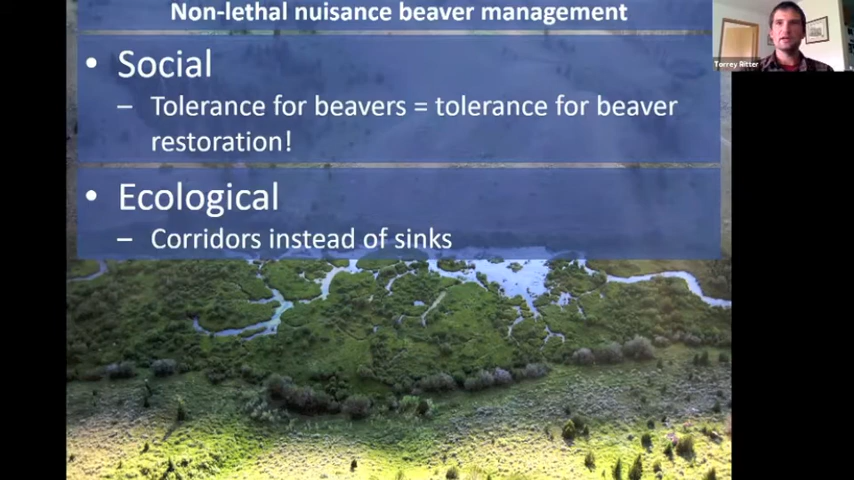 Non-lethal nuisance beaver management
Torrey Ritter
• Social
– Tolerance for beavers = tolerance for beaver
restoration!
• Ecological
– Corridors instead of sinks